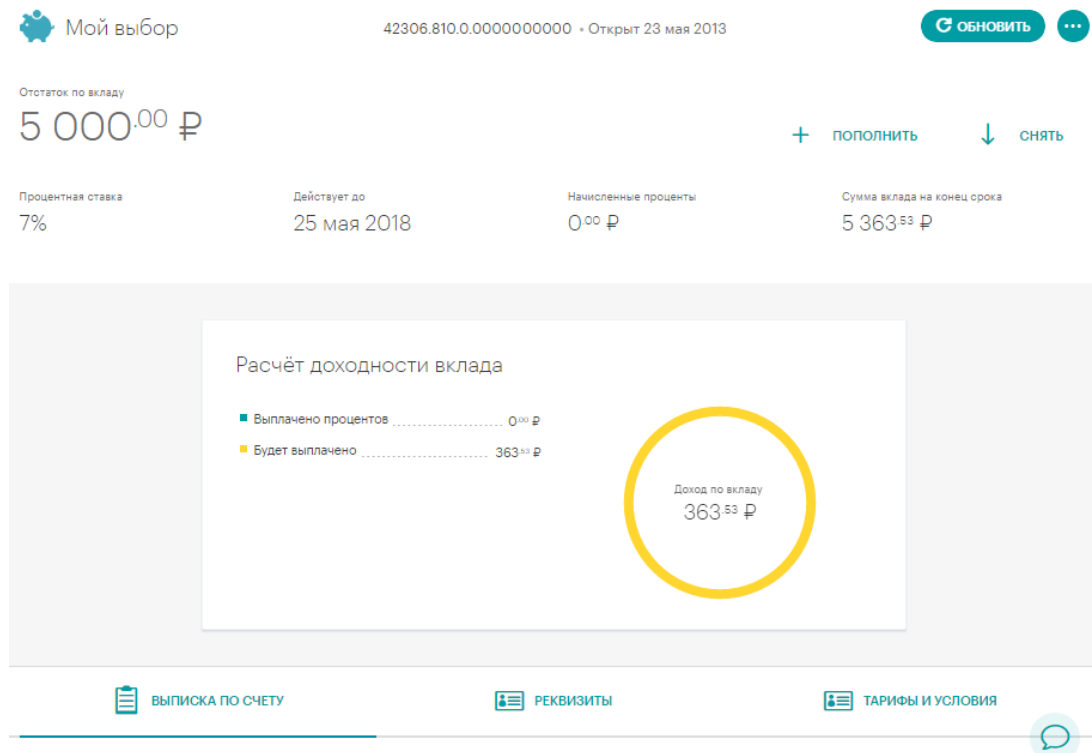 Мой выбор
42306.810.0.0000000000 • Открыт 23 мая 2013
ОБНОВИТЬ
Отстаток по вкладу
5 000.00 ₽
+ ПОПОЛНИТЬ
СНЯТЬ
Процентная ставка
7%
Действует до
25 мая 2018
Начисленные проценты
0.00 ₽
Сумма вклада на конец срока
5 363.53 ₽
Расчёт доходности вклада
Выплачено процентов 0.00 ₽
Будет выплачено 363.53 ₽
Доход по вкладу
363.53 ₽
ВЫПИСКА ПО СЧЕТУ
РЕКВИЗИТЫ
ТАРИФЫ И УСЛОВИЯ